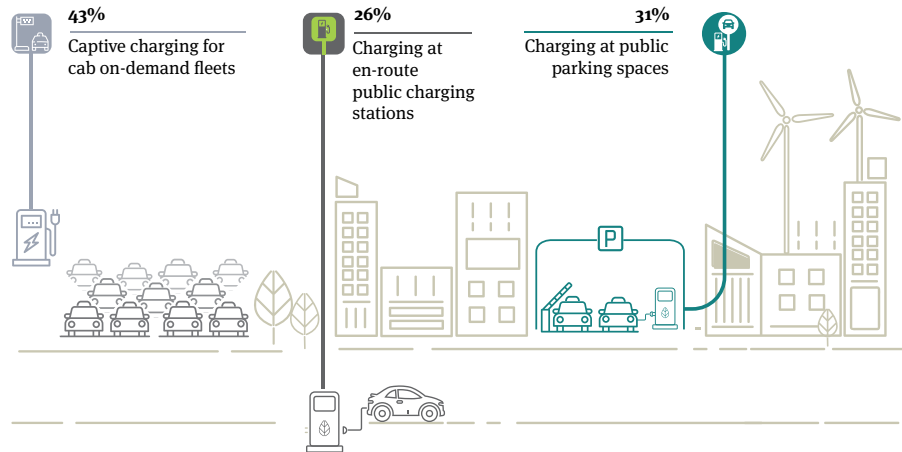 43%
Captive charging for
cab on-demand fleets
26%
Charging at
en-route
public charging
stations
31%
Charging at public
parking spaces
P